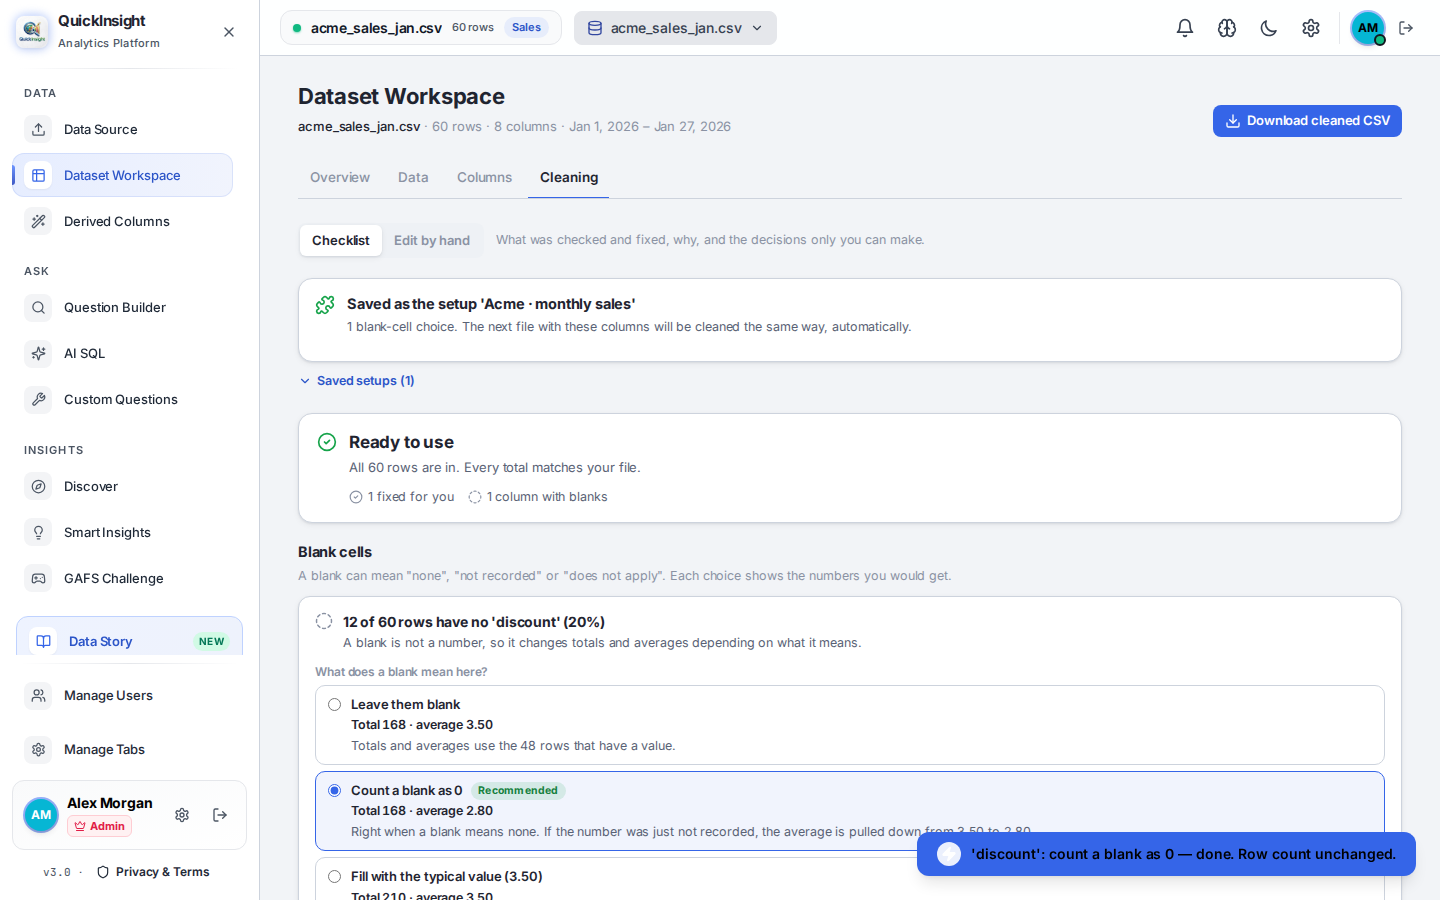 QuickInsight
Analytics Platform
DATA
Data Source
Dataset Workspace
Derived Columns
ASK
Question Builder
AI SQL
Custom Questions
INSIGHTS
Discover
Smart Insights
GAFS Challenge
Data Story NEW
Manage Users
Manage Tabs
AM Alex Morgan
Admin
v3.0 · Privacy & Terms
acme_sales_jan.csv 60 rows Sales
acme_sales_jan.csv
AM
Dataset Workspace
acme_sales_jan.csv · 60 rows · 8 columns · Jan 1, 2026 – Jan 27, 2026
Download cleaned CSV
Overview Data Columns Cleaning
Checklist Edit by hand What was checked and fixed, why, and the decisions only you can make.
Saved as the setup 'Acme · monthly sales'
1 blank-cell choice. The next file with these columns will be cleaned the same way, automatically.
Saved setups (1)
Ready to use
All 60 rows are in. Every total matches your file.
1 fixed for you 1 column with blanks
Blank cells
A blank can mean "none", "not recorded" or "does not apply". Each choice shows the numbers you would get.
12 of 60 rows have no 'discount' (20%)
A blank is not a number, so it changes totals and averages depending on what it means.
What does a blank mean here?
Leave them blank
Total 168 · average 3.50
Totals and averages use the 48 rows that have a value.
Count a blank as 0 Recommended
Total 168 · average 2.80
Right when a blank means none. If the number was just not recorded, the average is pulled down from 3.50 to 2.80.
'discount': count a blank as 0 — done. Row count unchanged.
Fill with the typical value (3.50)
Total 210 · average 3.50